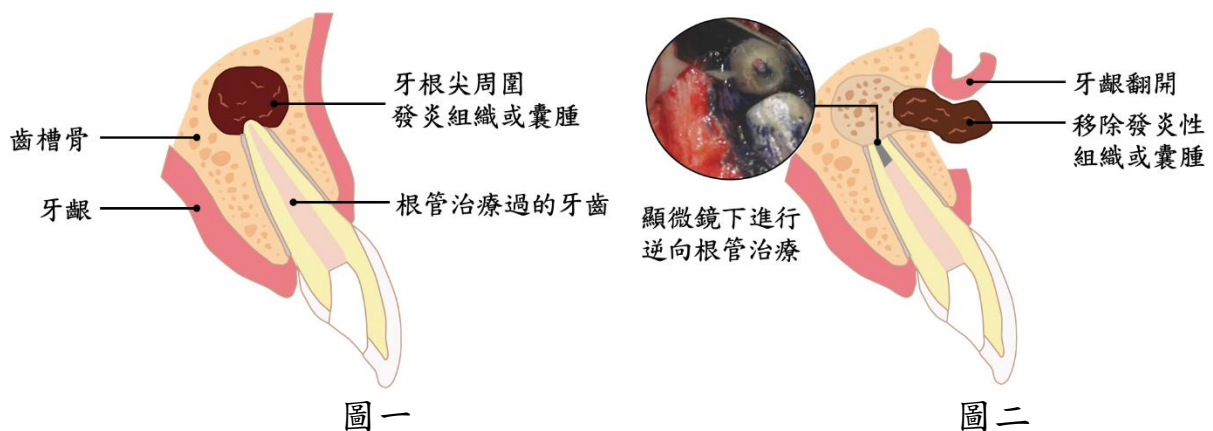 牙根尖周圍
發炎組織或囊腫
齒槽骨
牙齦
根管治療過的牙齒
圖一
牙齦翻開
移除發炎性
組織或囊腫
顯微鏡下進行
逆向根管治療
圖二